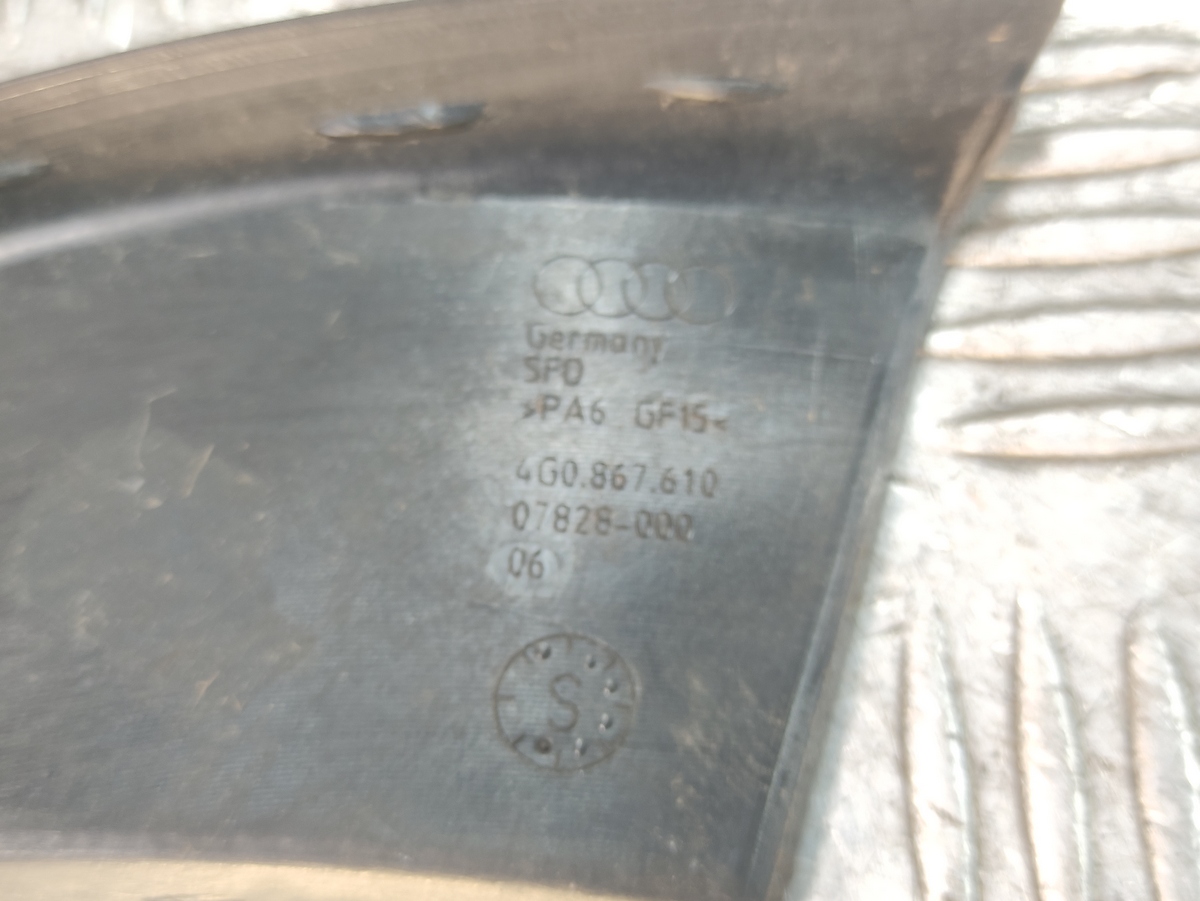 Germany
SPO
>PA6 GF15<
4G0.867.610
07828-000
06
S